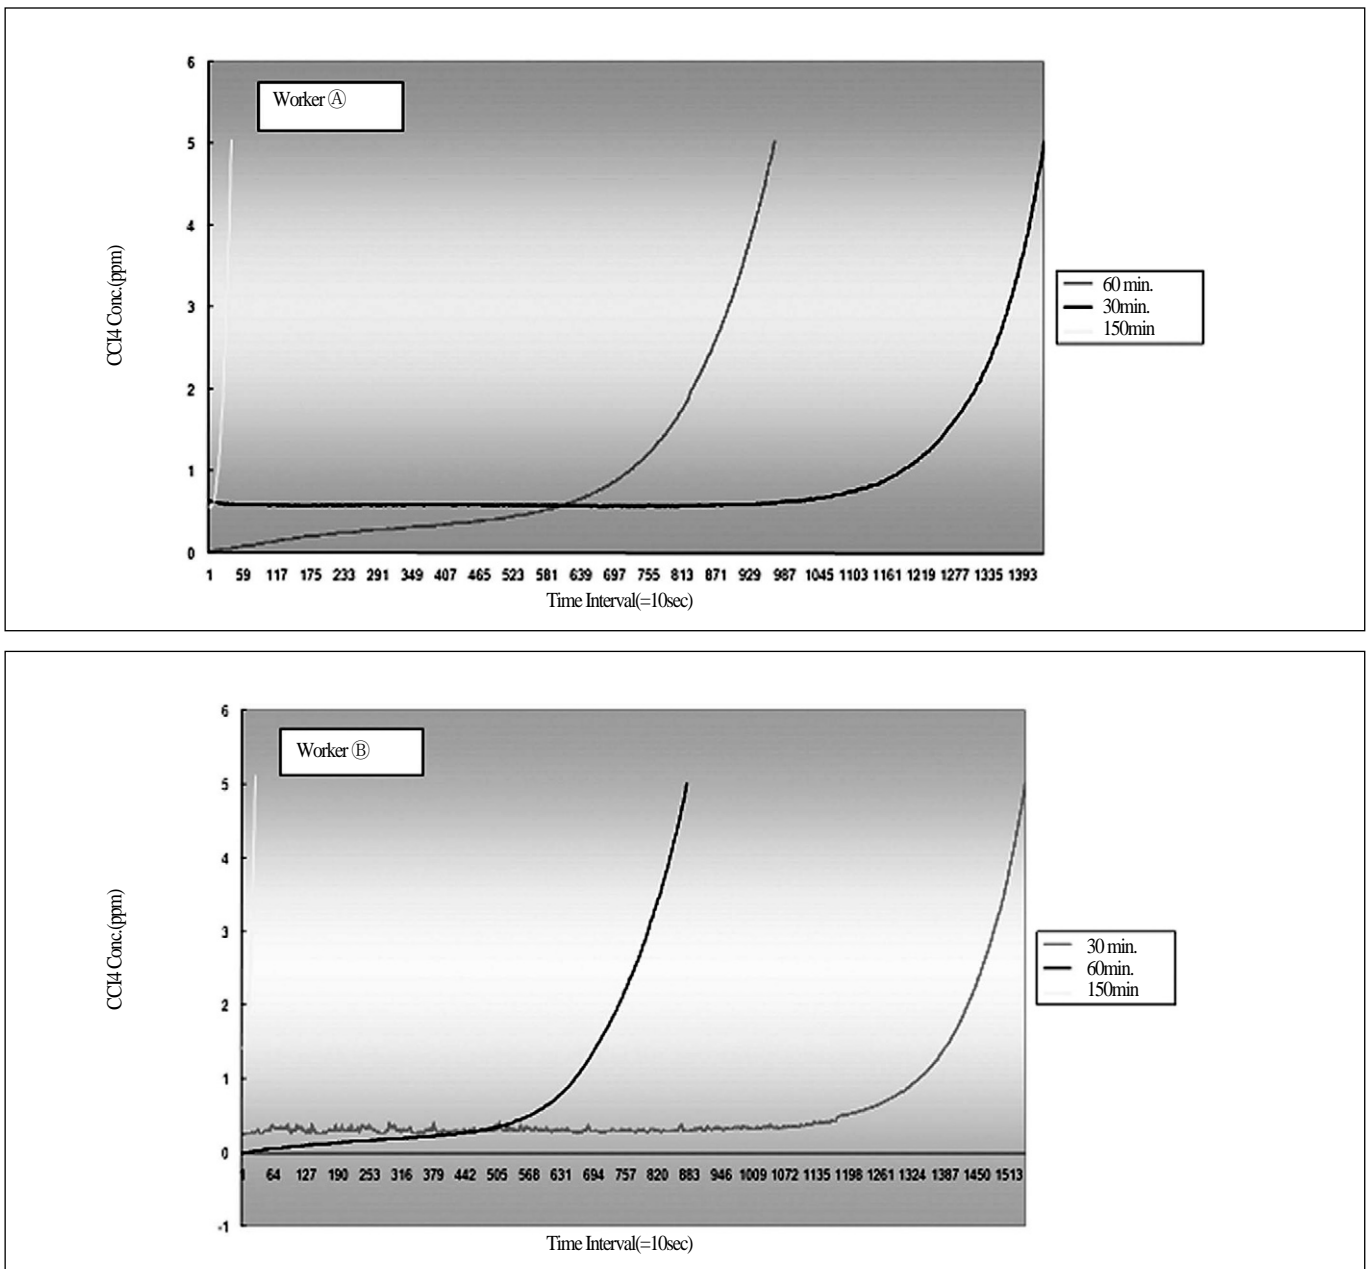 6
Worker Ⓐ
5
4
3
2
1
0
CCl4 Conc.(ppm)
60 min.
30min.
150min
1 59 117 175 233 291 349 407 465 523 581 639 697 755 813 871 929 987 1045 1103 1161 1219 1277 1335 1393
Time Interval(=10sec)
6
Worker Ⓑ
5
4
3
2
1
0
-1
CCl4 Conc.(ppm)
30 min.
60min.
150min
1 64 127 190 253 316 379 442 505 568 631 694 757 820 883 946 1009 1072 1135 1198 1261 1324 1387 1450 1513
Time Interval(=10sec)